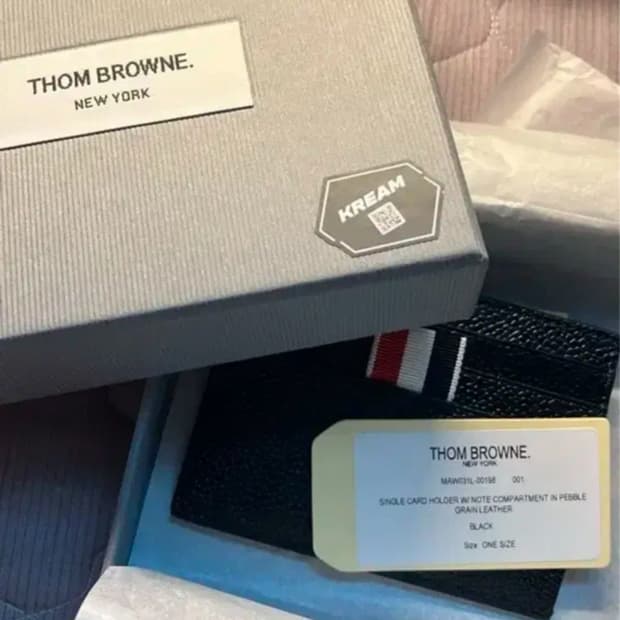 THOM BROWNE.
NEW YORK
KREAM
THOM BROWNE.
NEW YORK
MAW031L-00198 001
SINGLE CARD HOLDER W/ NOTE COMPARTMENT IN PEBBLE
GRAIN LEATHER
BLACK
Size ONE SIZE